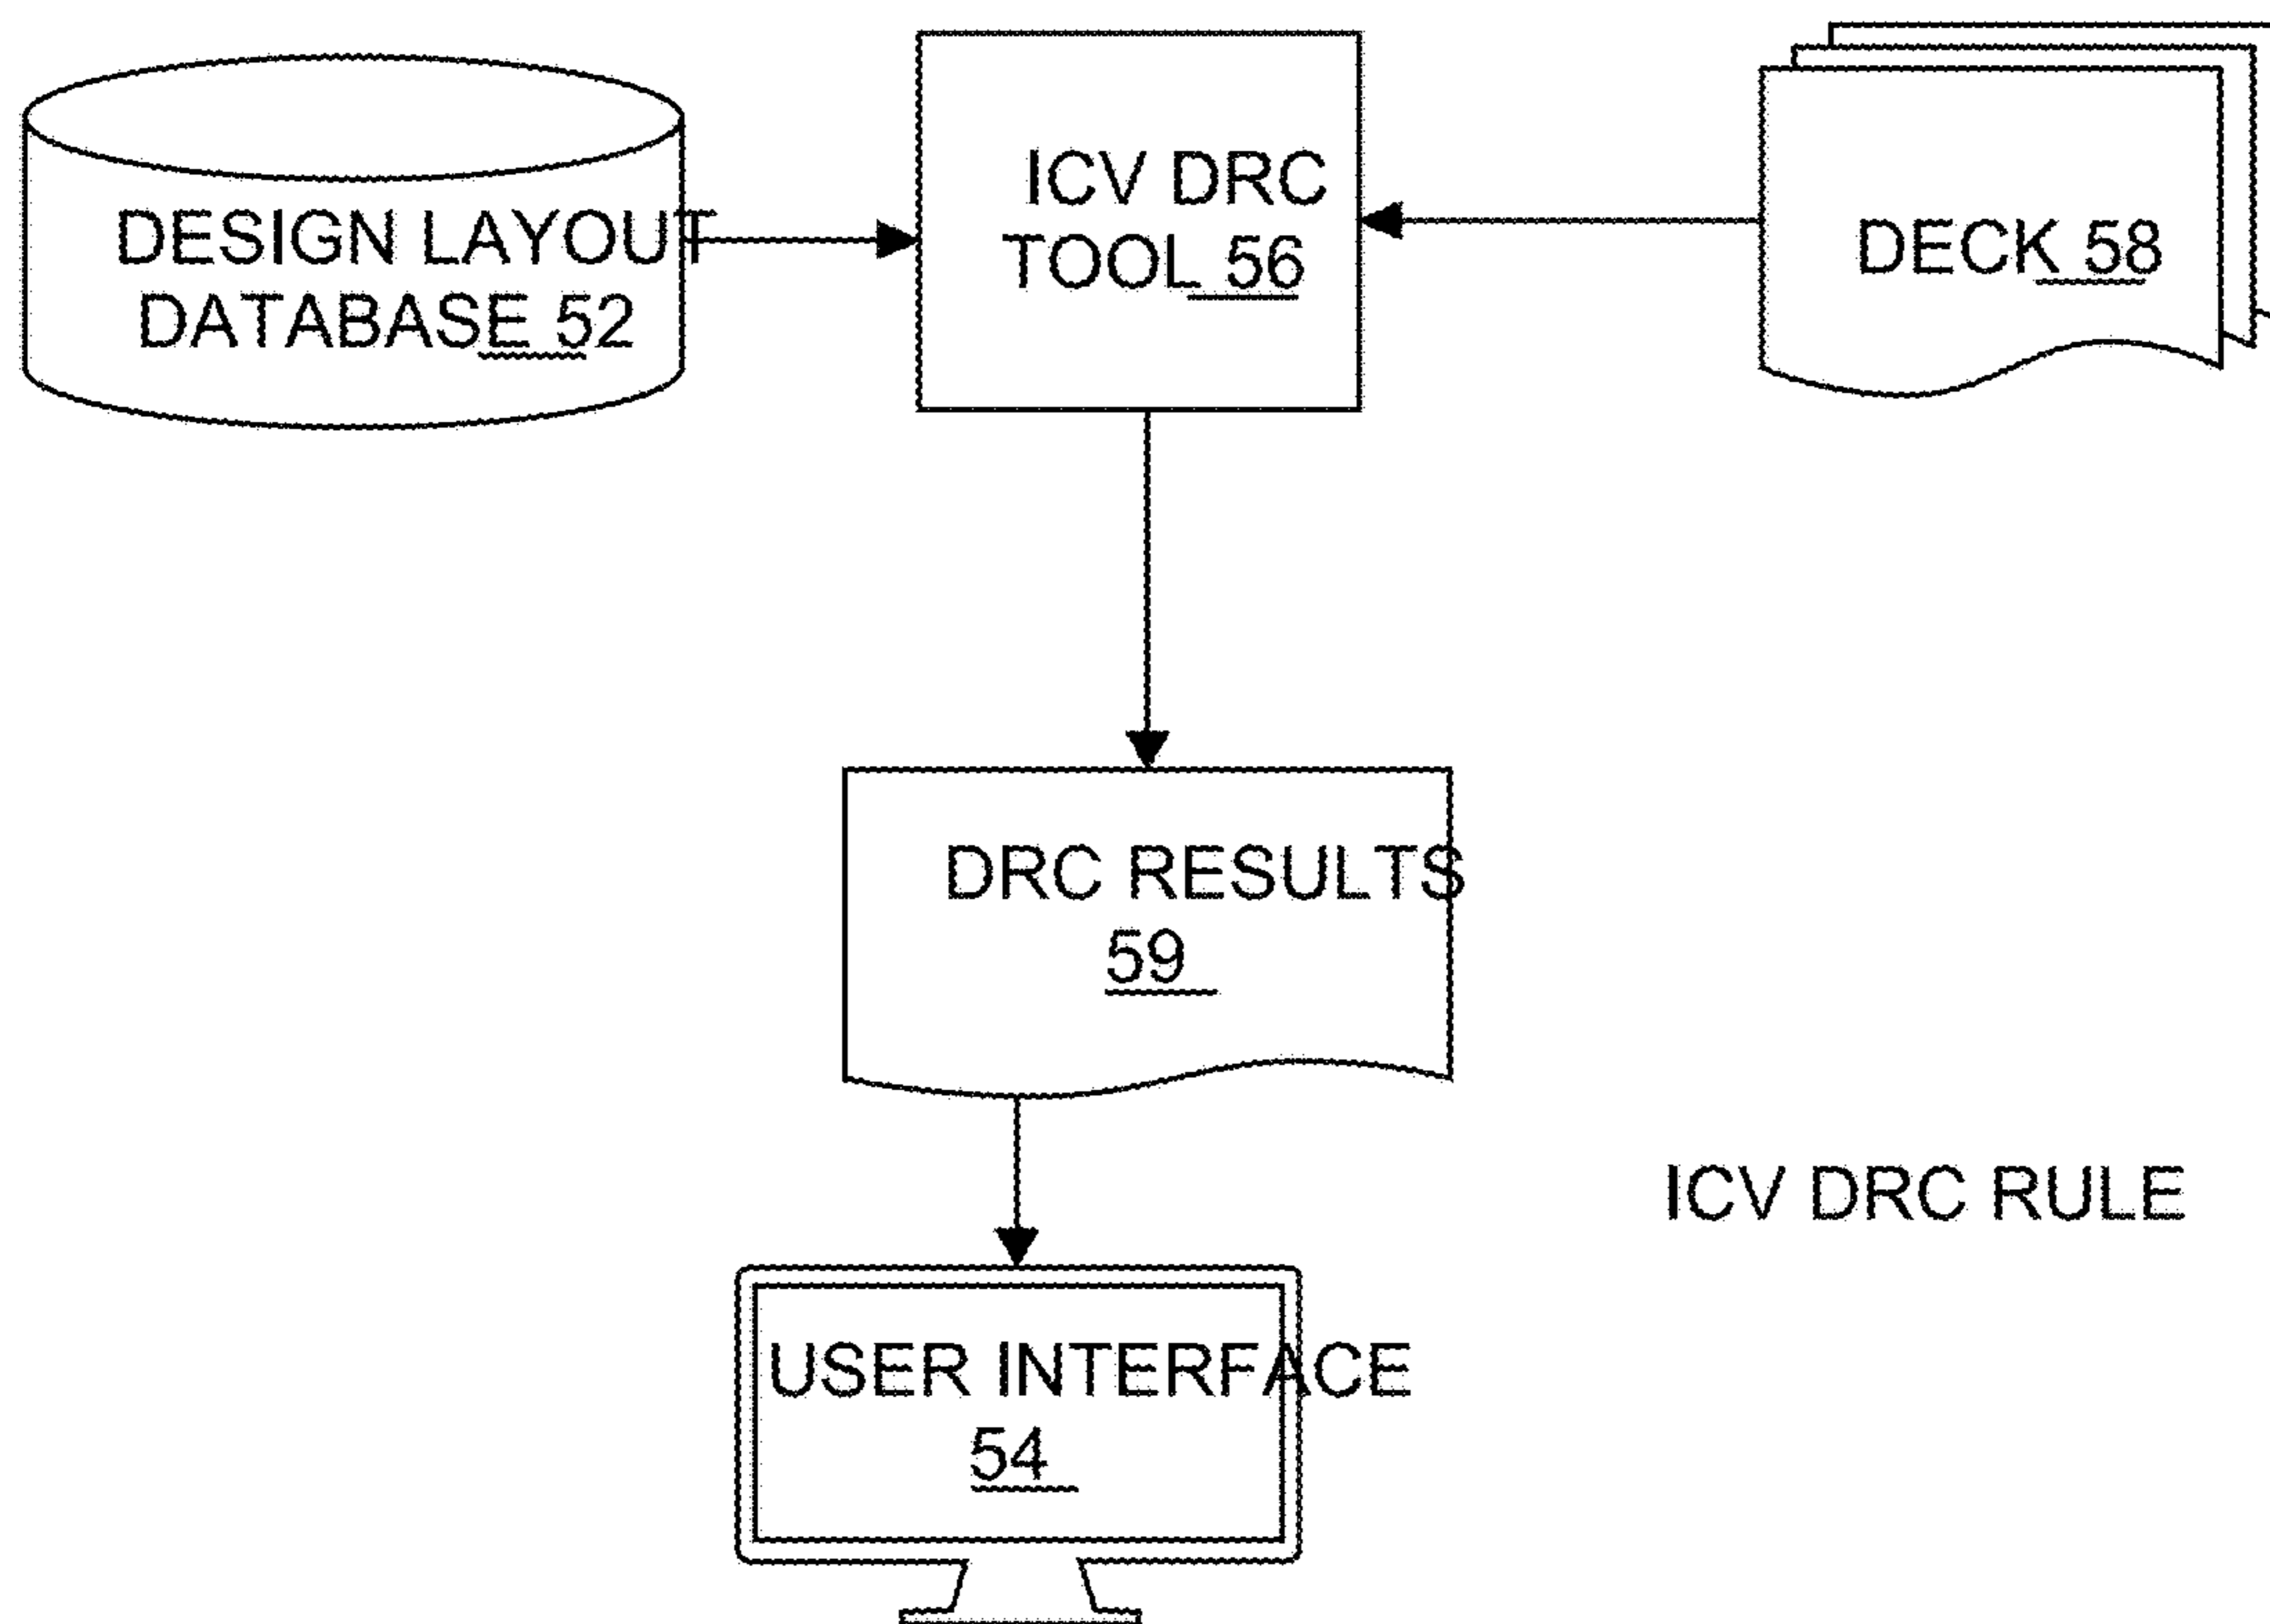 DESIGN LAYOUT
DATABASE 52
ICV DRC
TOOL 56
DECK 58
DRC RESULTS
59
ICV DRC RULE
USER INTERFACE
54